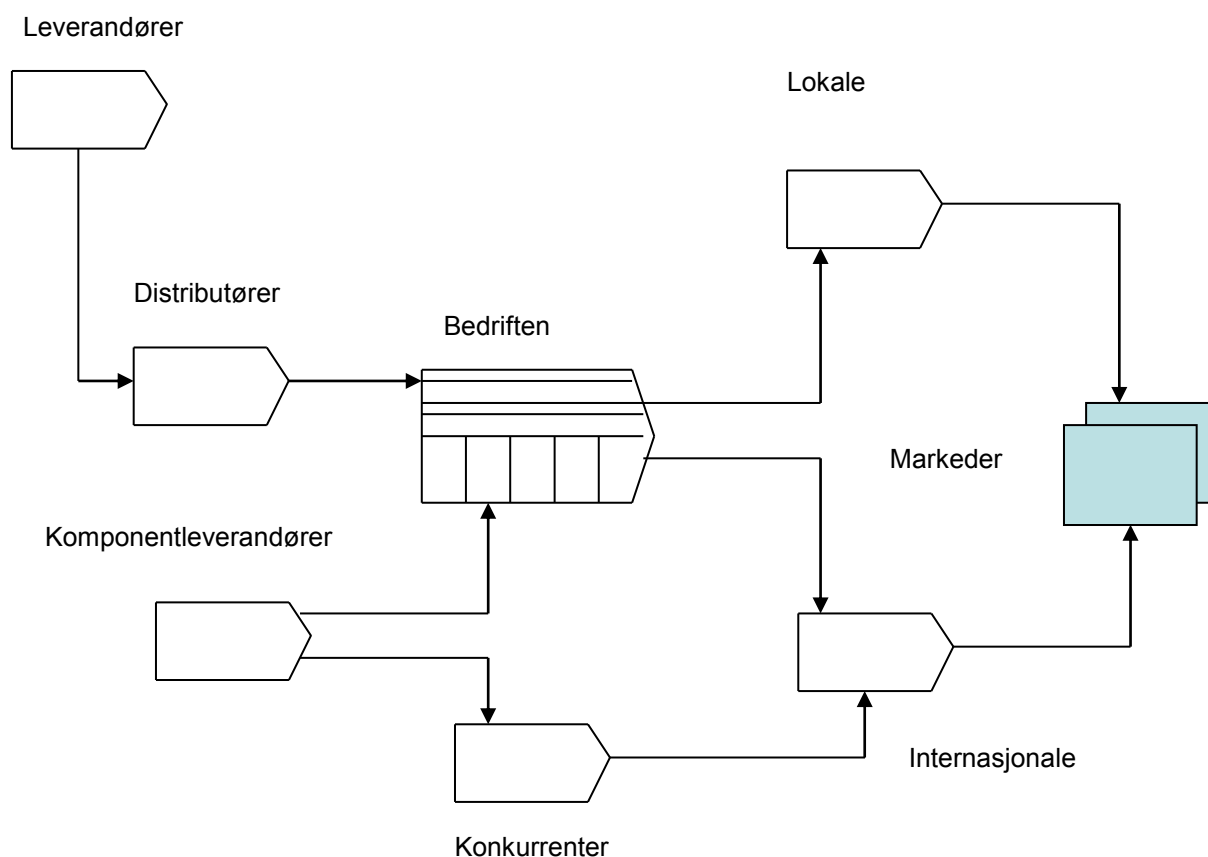 Leverandører
Lokale
Distributører
Bedriften
Markeder
Komponentleverandører
Internasjonale
Konkurrenter